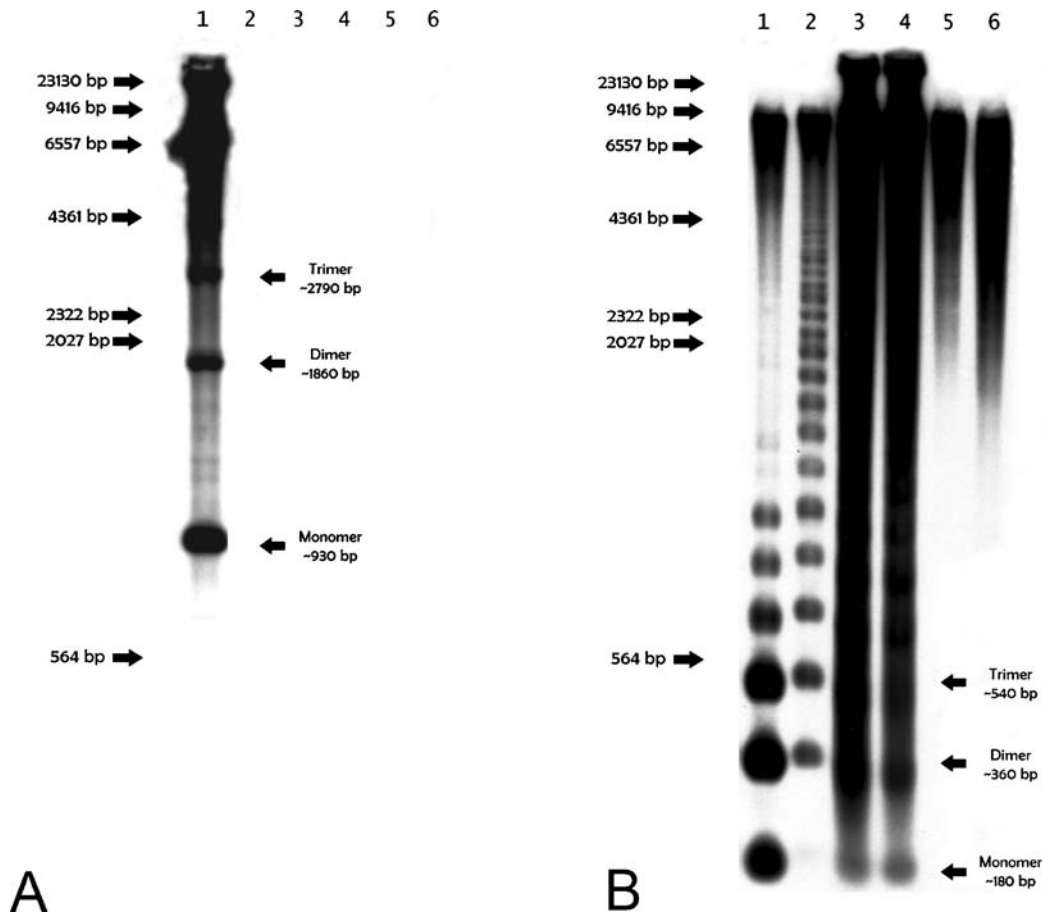 1 2 3 4 5 6
23130 bp
9416 bp
6557 bp
4361 bp
Trimer
~2790 bp
2322 bp
2027 bp
Dimer
~1860 bp
Monomer
~930 bp
564 bp
A
1 2 3 4 5 6
23130 bp
9416 bp
6557 bp
4361 bp
2322 bp
2027 bp
564 bp
Trimer
~540 bp
Dimer
~360 bp
Monomer
~180 bp
B